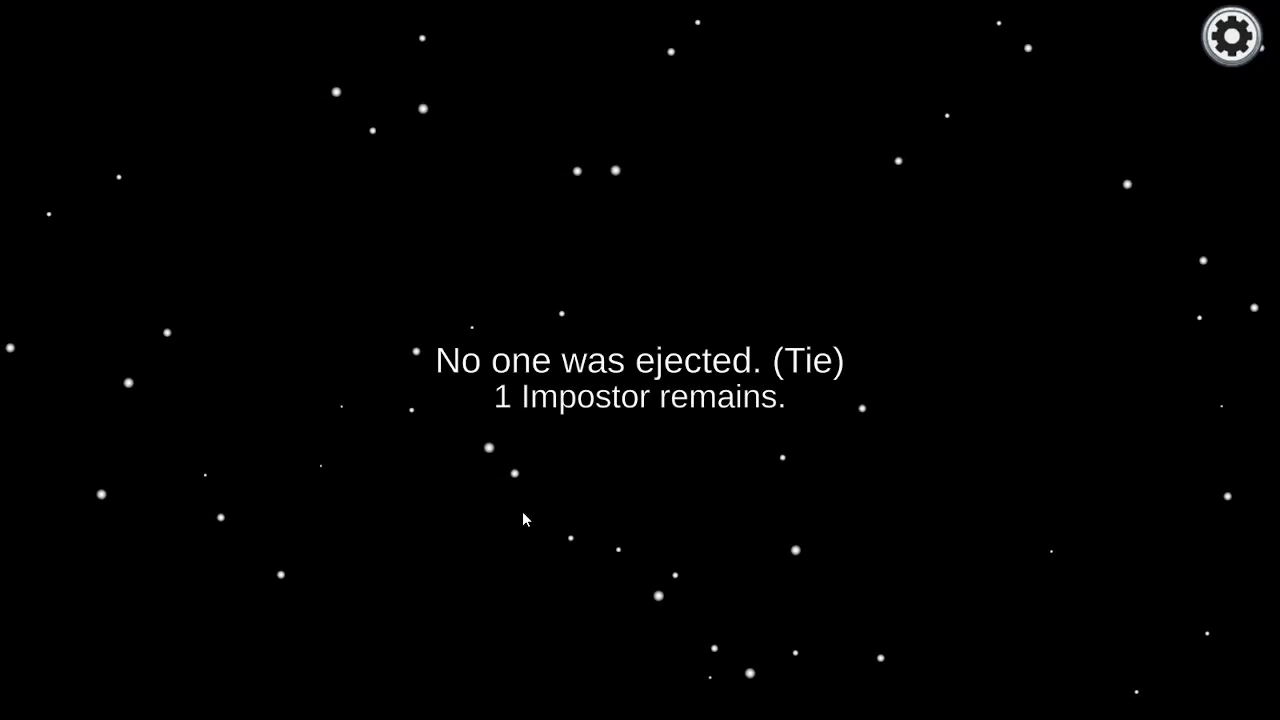 No one was ejected. (Tie)
1 Impostor remains.